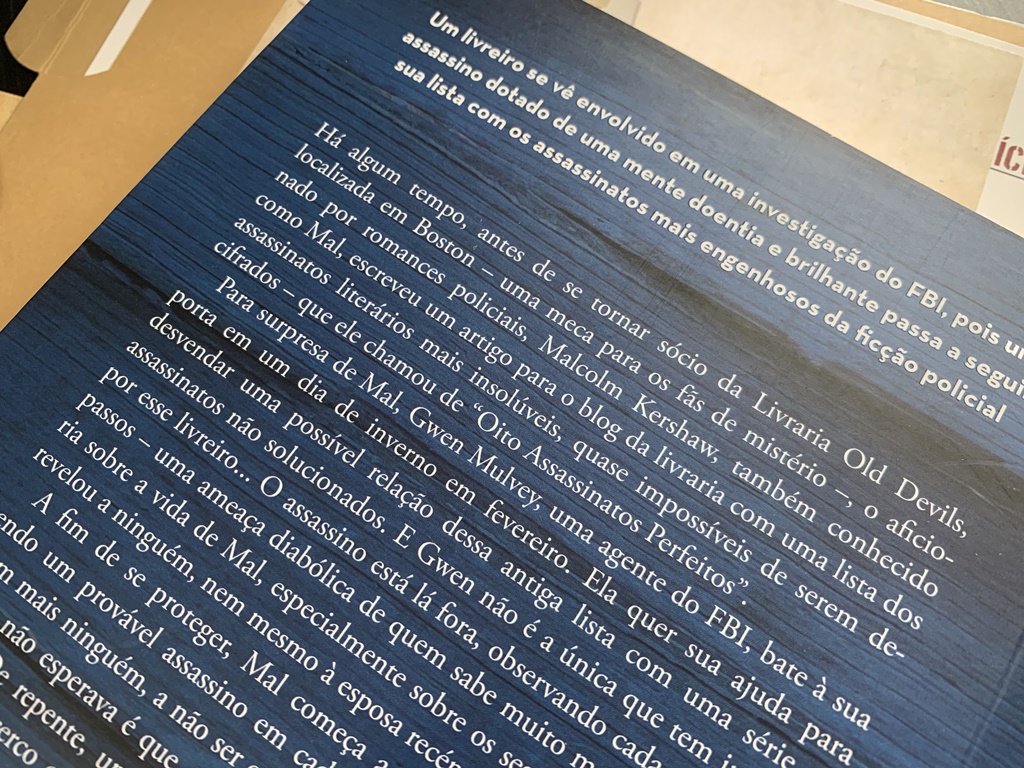 Um livreiro se vê envolvido em uma investigação do FBI, pois
assassino dotado de uma mente doentia e brilhante passa a
sua lista com os assassinatos mais engenhosos da ficção policial
Há algum tempo, antes de se tornar sócio da Livraria Old Devils,
localizada em Boston – uma meca para os fãs de mistério –, o aficio-
nado por romances policiais, Malcolm Kershaw, também conhecido
como Mal, escreveu um artigo para o blog da livraria com uma lista dos
assassinatos literários mais insolúveis, quase impossíveis de serem de-
cifrados – que ele chamou de “Oito Assassinatos Perfeitos”.
Para surpresa de Mal, Gwen Mulvey, uma agente do FBI, bate à sua
porta em um dia de inverno em fevereiro. Ela quer sua ajuda para
desvendar uma possível relação dessa antiga lista com uma série
assassinatos não solucionados. E Gwen não é a única que tem
por esse livreiro... O assassino está lá fora, observando cada
passos – uma ameaça diabólica de quem sabe muito
ria sobre a vida de Mal, especialmente sobre os
revelou a ninguém, nem mesmo à esposa
A fim de se proteger, Mal começa
um provável assassino em
mais ninguém, a não ser
não esperava é que
repente,